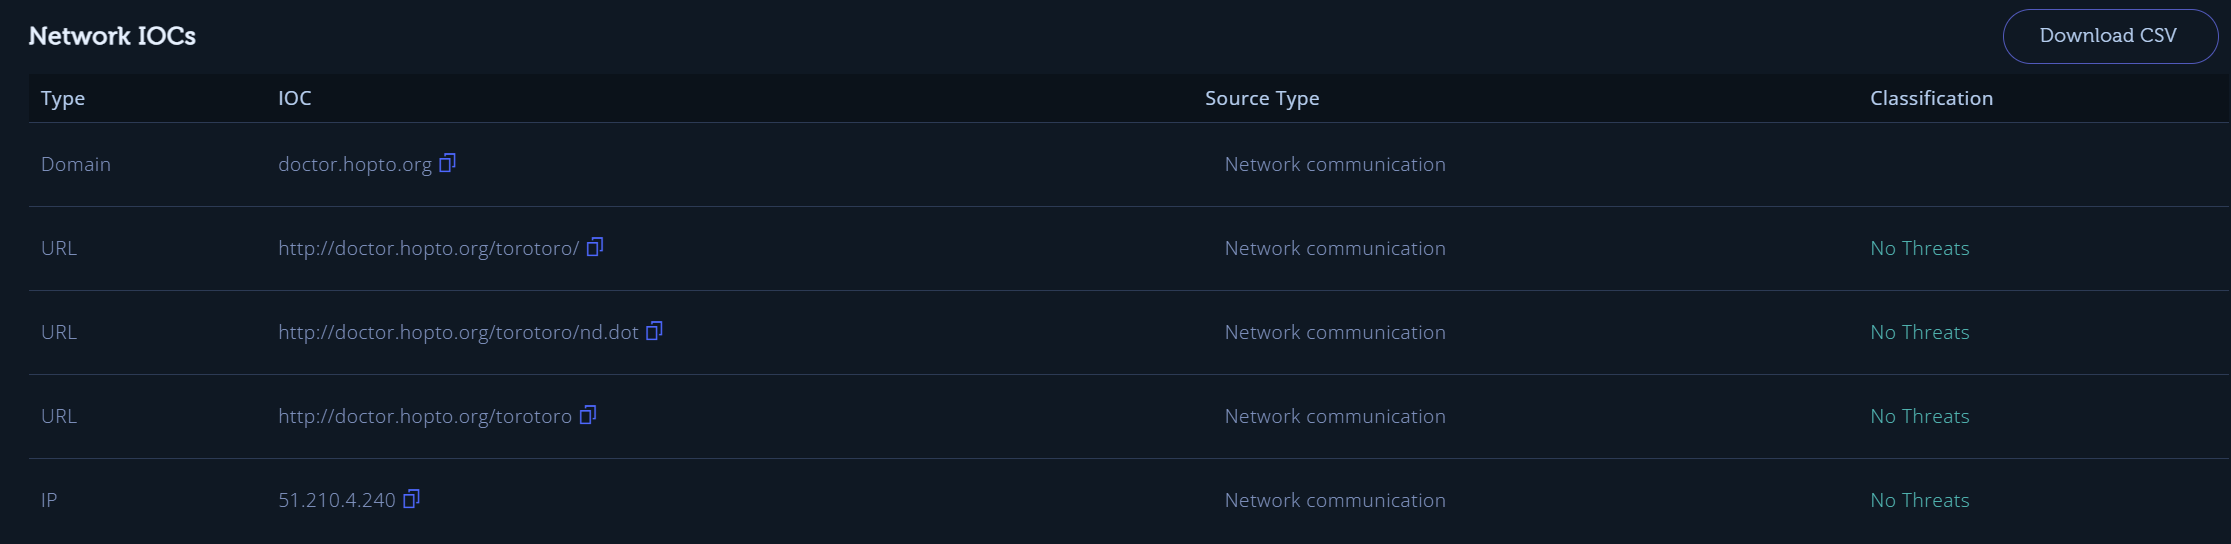 Network IOCs
Download CSV
Type IOC Source Type Classification
Domain doctor.hopto.org Network communication
URL http://doctor.hopto.org/torotoro/ Network communication No Threats
URL http://doctor.hopto.org/torotoro/nd.dot Network communication No Threats
URL http://doctor.hopto.org/torotoro Network communication No Threats
IP 51.210.4.240 Network communication No Threats